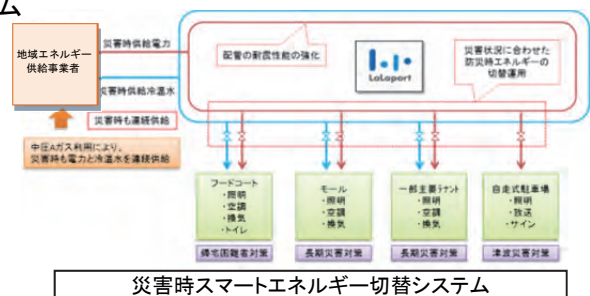 ム
地域エネルギー
供給事業者
災害時供給電力
災害時供給冷温水
災害時も連続供給
中圧Aガス利用により、
災害時も電力と冷温水を連続供給
配管の耐震性能の強化
LaLaport
災害状況に合わせた
防災時エネルギーの
切替運用
フードコート
・照明
・空調
・換気
・トイレ
帰宅困難者対策
モール
・照明
・空調
・換気
長期災害対策
一部主要テナント
・照明
・空調
・換気
長期災害対策
自走式駐車場
・照明
・放送
・サイン
津波災害対策
災害時スマートエネルギー切替システム